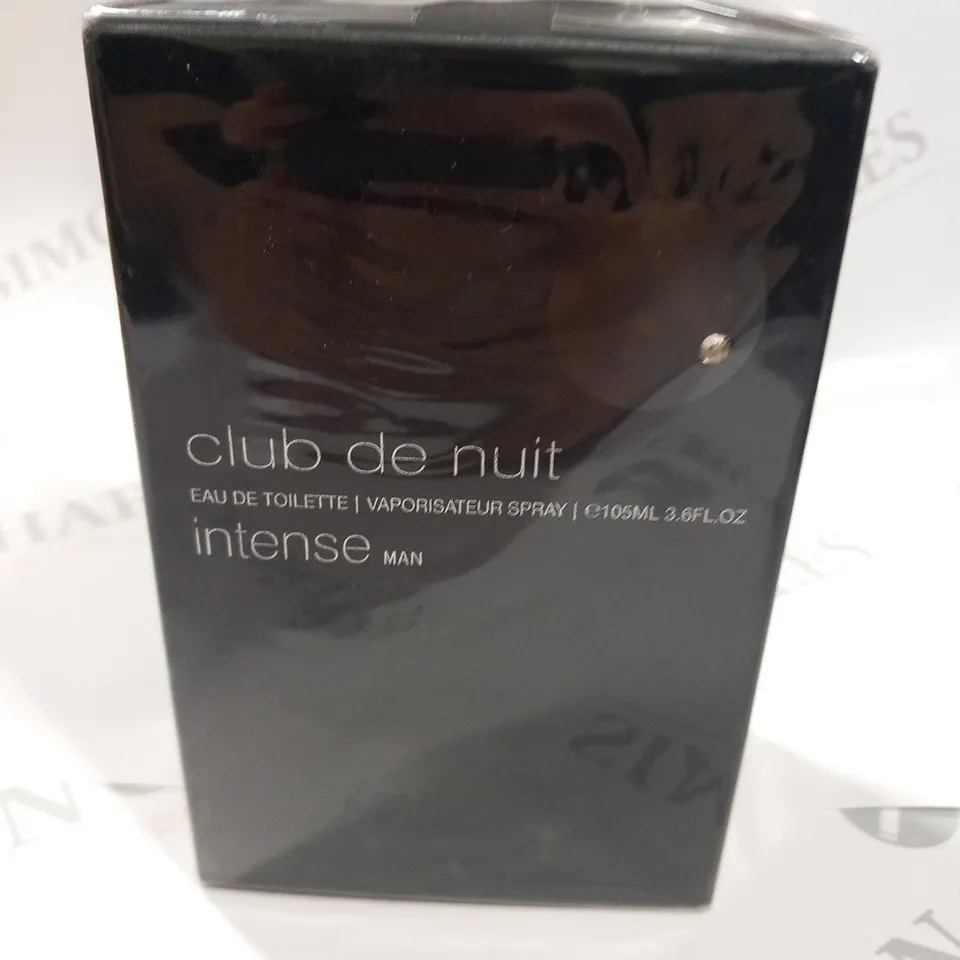 club de nuit
EAU DE TOILETTE | VAPORISATEUR SPRAY | ℮105ML 3.6FL.OZ
intense MAN